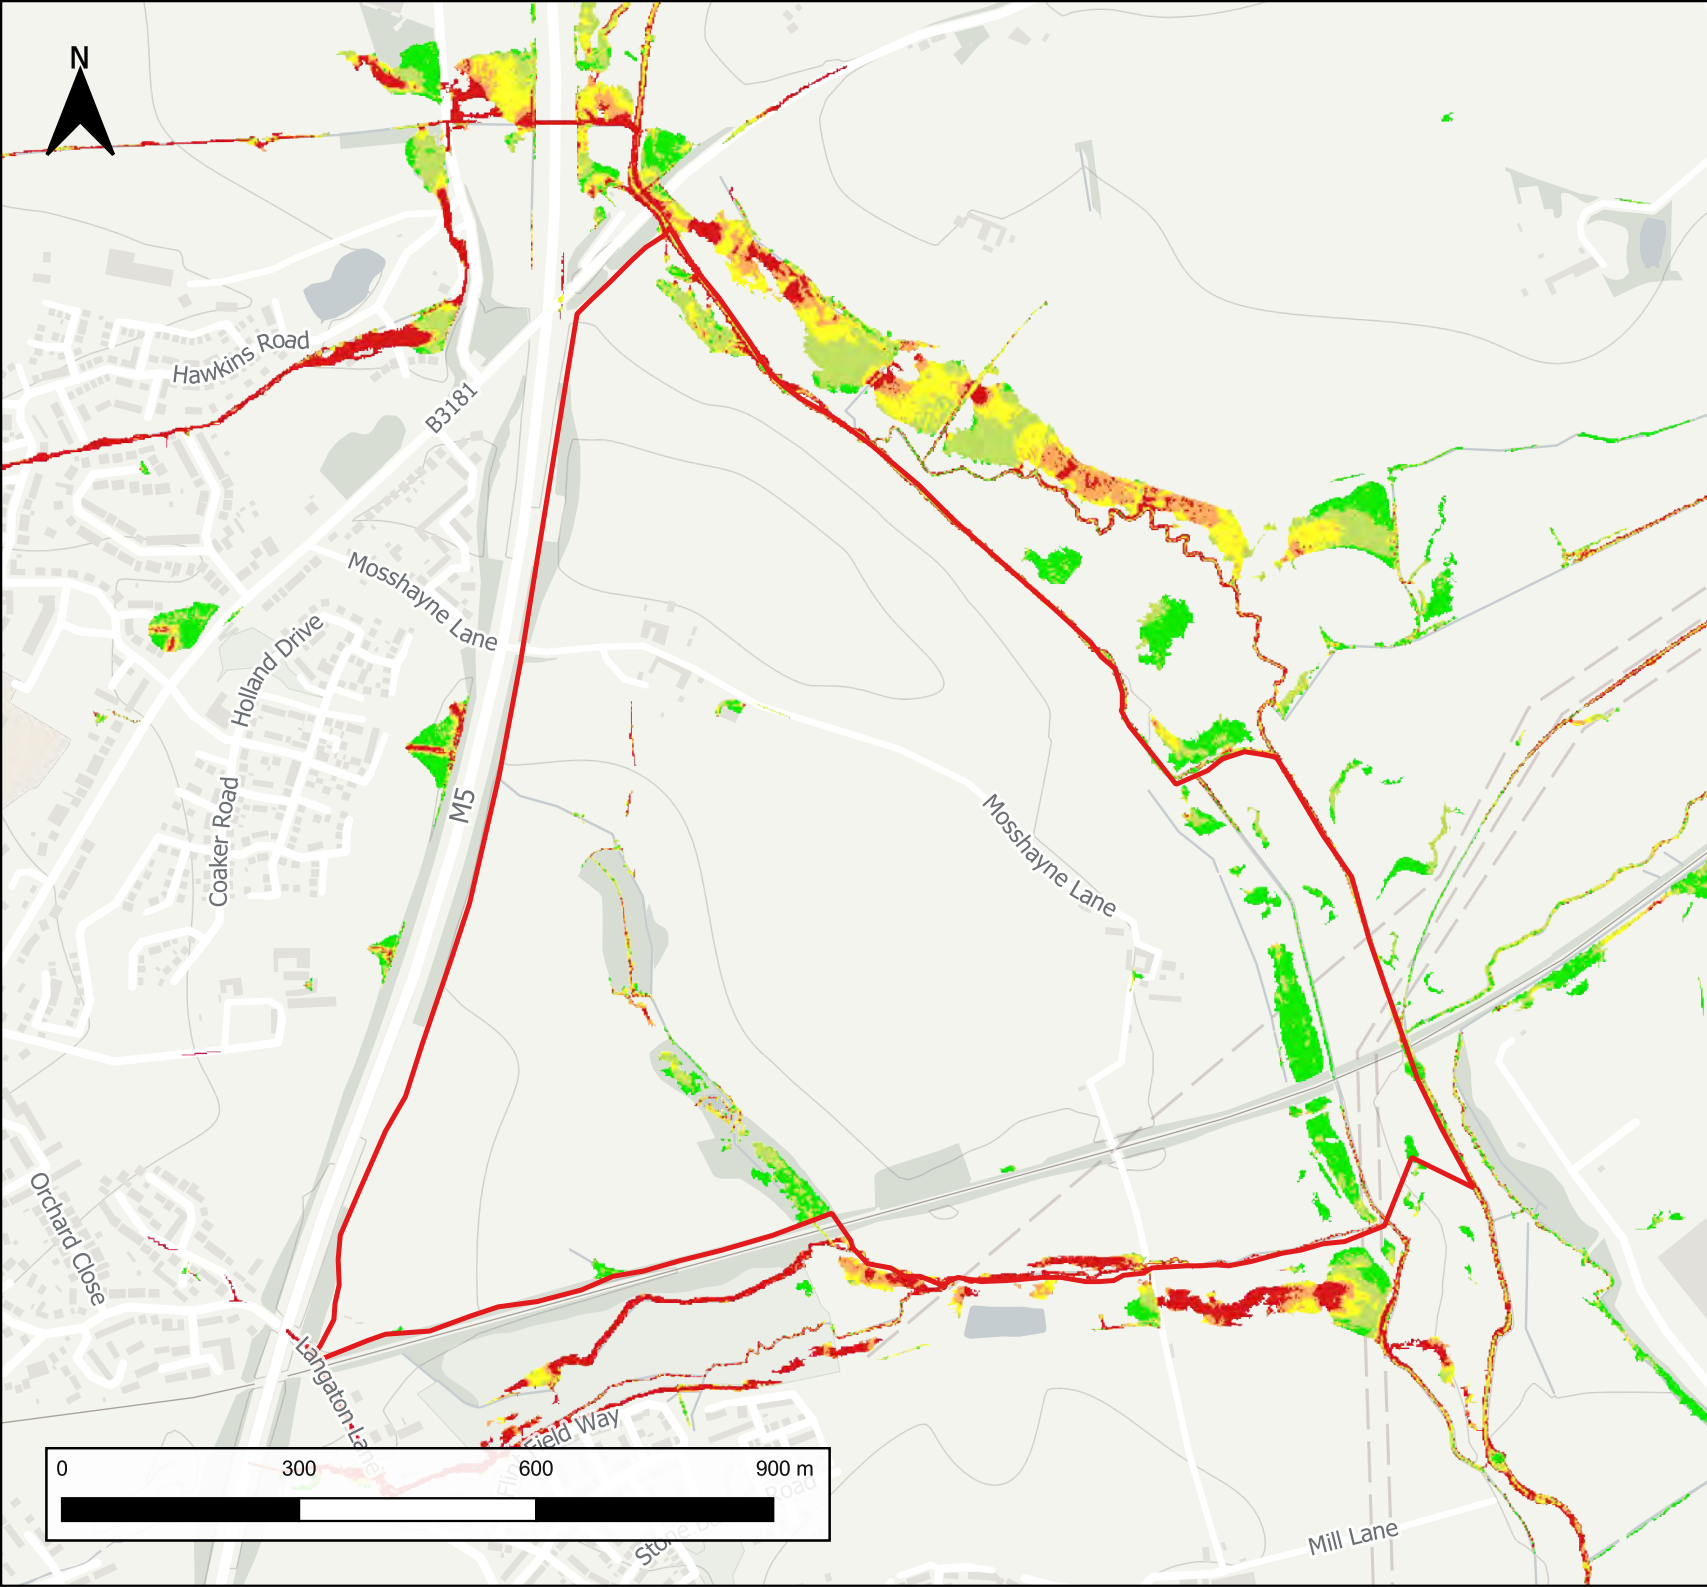 N
Hawkins Road
B3181
Mosshayne Lane
Holland Drive
Coaker Road
M5
Mosshayne Lane
Orchard Close
Langaton Lane
Field Way
Road
Mill Lane
0 300 600 900 m